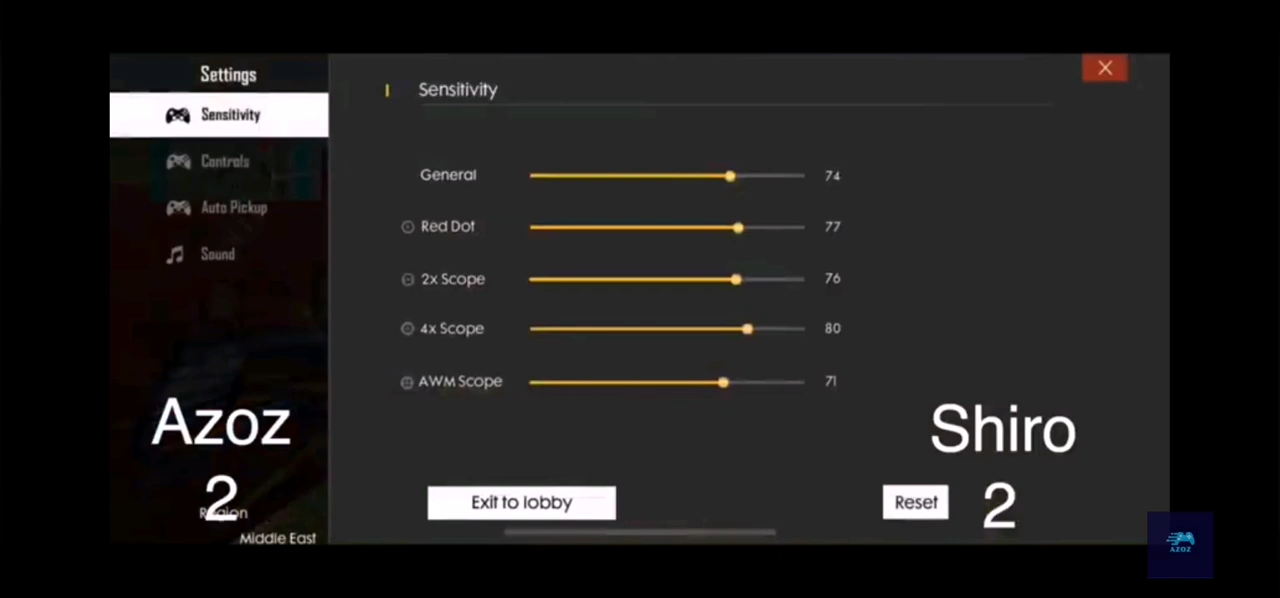 Settings
Sensitivity
Controls
Auto Pickup
Sound
Azoz
2
Region
Middle East
Sensitivity
General 74
Red Dot 77
2x Scope 76
4x Scope 80
AWM Scope 71
Exit to lobby
Reset
Shiro
2
AZOZ